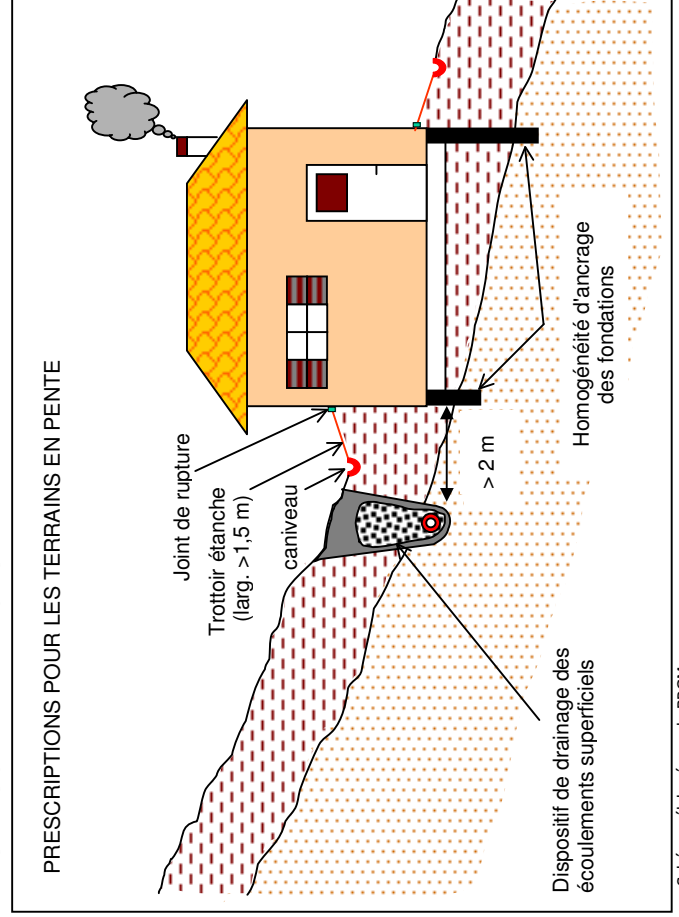 PRESCRIPTIONS POUR LES TERRAINS EN PENTE
Joint de rupture
Trottoir étanche
(larg. >1,5 m)
caniveau
> 2 m
Homogénéité d'ancrage
des fondations
Dispositif de drainage des
écoulements superficiels